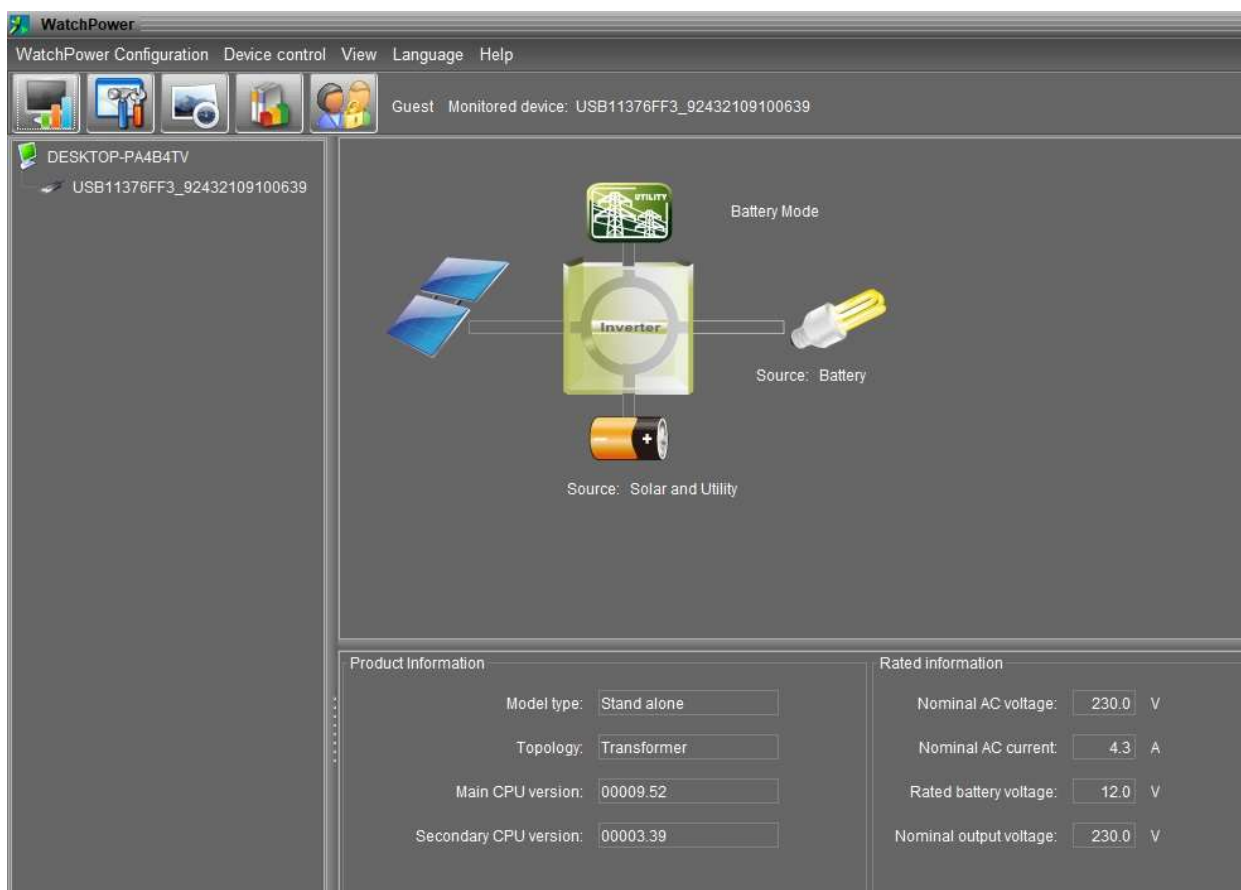 WatchPower
WatchPower Configuration Device control View Language Help
Guest Monitored device: USB11376FF3_92432109100639
DESKTOP-PA4B4TV
USB11376FF3_92432109100639
UTILITY
Battery Mode
Inverter
Source: Battery
+
Source: Solar and Utility
Product Information
Model type: Stand alone
Topology: Transformer
Main CPU version: 00009.52
Secondary CPU version: 00003.39
Rated information
Nominal AC voltage: 230.0 V
Nominal AC current: 4.3 A
Rated battery voltage: 12.0 V
Nominal output voltage: 230.0 V